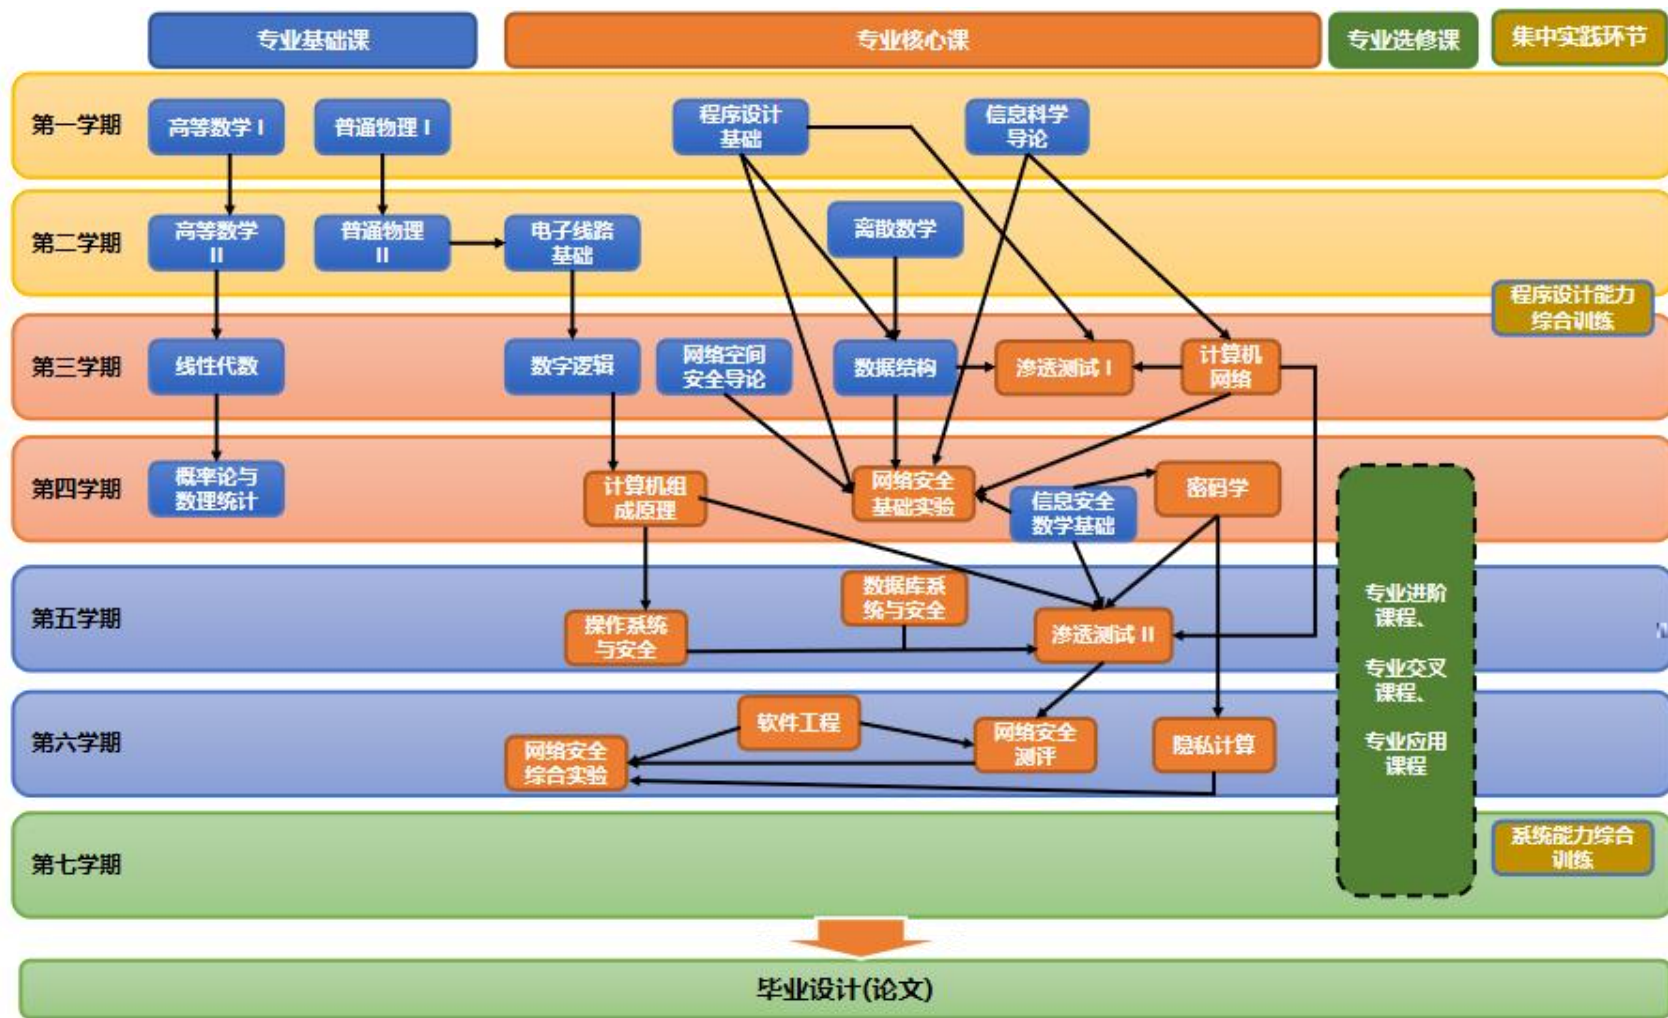 专业基础课
专业核心课
专业选修课
集中实践环节
第一学期
高等数学 I
普通物理 I
程序设计
基础
信息科学
导论
第二学期
高等数学
II
普通物理
II
电子线路
基础
离散数学
程序设计能力
综合训练
第三学期
线性代数
数字逻辑
网络空间
安全导论
数据结构
渗透测试 I
计算机
网络
第四学期
概率论与
数理统计
计算机组
成原理
网络安全
基础实验
信息安全
数学基础
密码学
第五学期
操作系统
与安全
数据库系
统与安全
渗透测试 II
专业进阶
课程、
专业交叉
课程、
专业应用
课程
第六学期
网络安全
综合实验
软件工程
网络安全
测评
隐私计算
第七学期
系统能力综合
训练
毕业设计(论文)